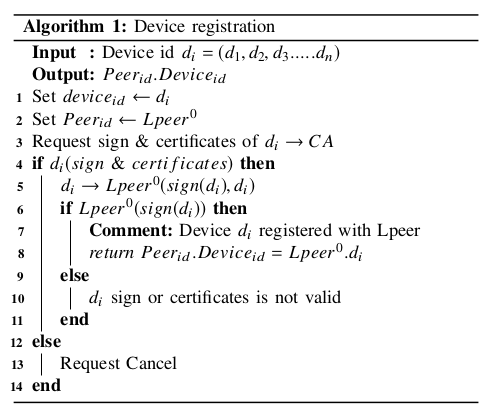 Algorithm 1: Device registration
Input : Device id dᵢ = (d₁, d₂, d₃.....dₙ)
Output: Peerᵢd.Deviceᵢd
1 Set deviceᵢd ← dᵢ
2 Set Peerᵢd ← Lpeer⁰
3 Request sign & certificates of dᵢ → CA
4 if dᵢ(sign & certificates) then
5 dᵢ → Lpeer⁰(sign(dᵢ), dᵢ)
6 if Lpeer⁰(sign(dᵢ)) then
7 Comment: Device dᵢ registered with Lpeer
8 return Peerᵢd.Deviceᵢd = Lpeer⁰.dᵢ
9 else
10 dᵢ sign or certificates is not valid
11 end
12 else
13 Request Cancel
14 end